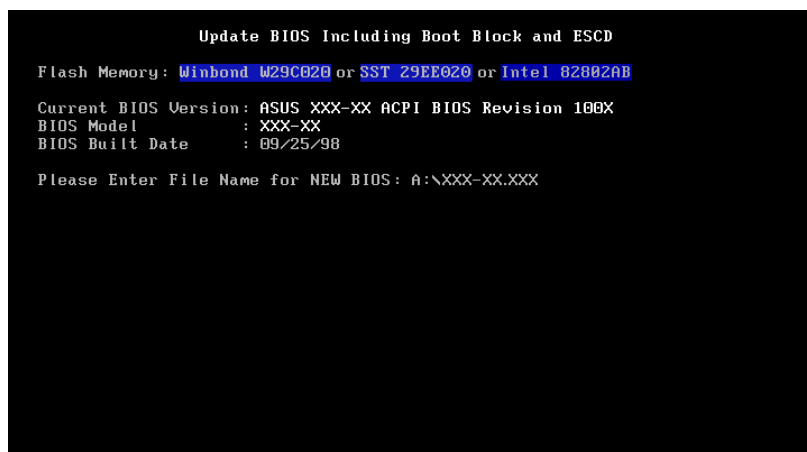 Update BIOS Including Boot Block and ESCD
Flash Memory: Winbond W29C020 or SST 29EE020 or Intel 82802AB
Current BIOS Version: ASUS XXX-XX ACPI BIOS Revision 100X
BIOS Model : XXX-XX
BIOS Built Date : 09/25/98
Please Enter File Name for NEW BIOS: A:\XXX-XX.XXX